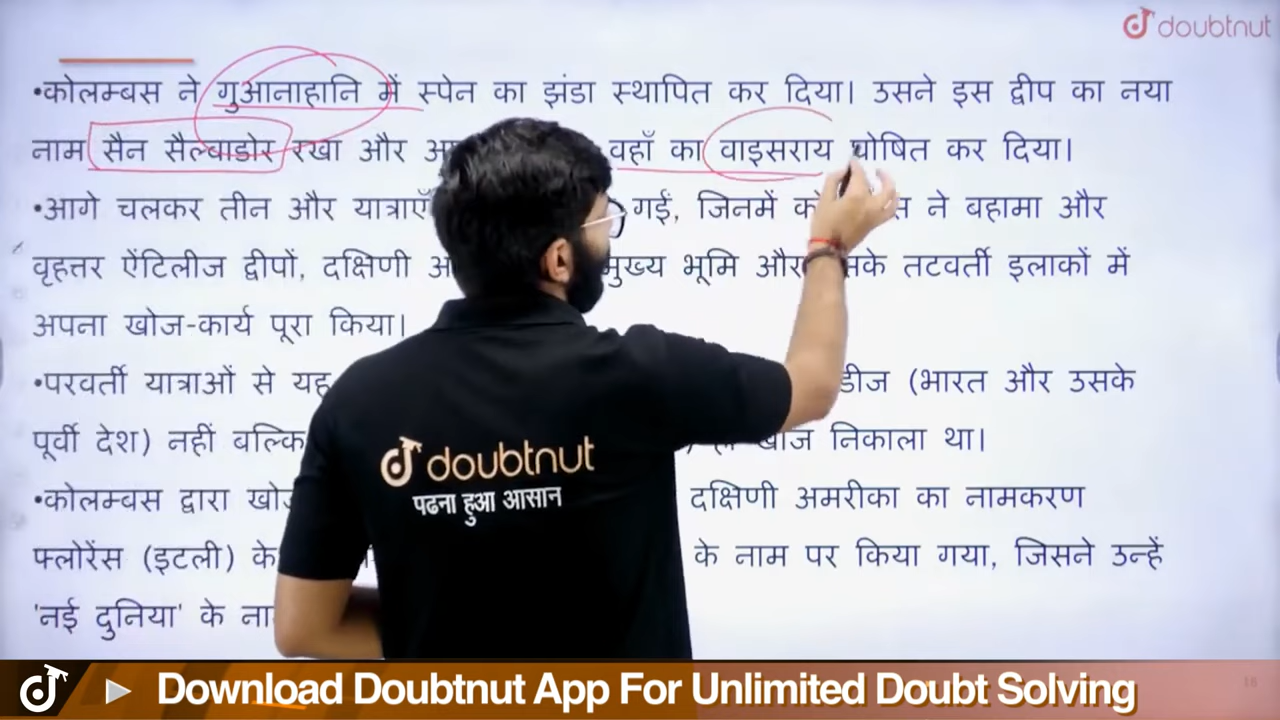 doubtnut
•कोलम्बस ने गुआनाहानि में स्पेन का झंडा स्थापित कर दिया। उसने इस द्वीप का नया
नाम सैन सैल्वाडोर रखा और वहाँ का वाइसराय घोषित कर दिया।
•आगे चलकर तीन और यात्राएँ गईं, जिनमें ने बहामा और
वृहत्तर ऐंटिलीज द्वीपों, दक्षिणी मुख्य भूमि और तटवर्ती इलाकों में
अपना खोज-कार्य पूरा किया।
•परवर्ती यात्राओं से यह (भारत और उसके
पूर्वी देश) नहीं बल्कि खोज निकाला था।
•कोलम्वस द्वारा दक्षिणी अमरीका का नामकरण
फ्लोरेंस (इटली) के के नाम पर किया गया, जिसने उन्हें
'नई दुनिया' के
doubtnut
पढना हुआ आसान
Download Doubtnut App For Unlimited Doubt Solving
18